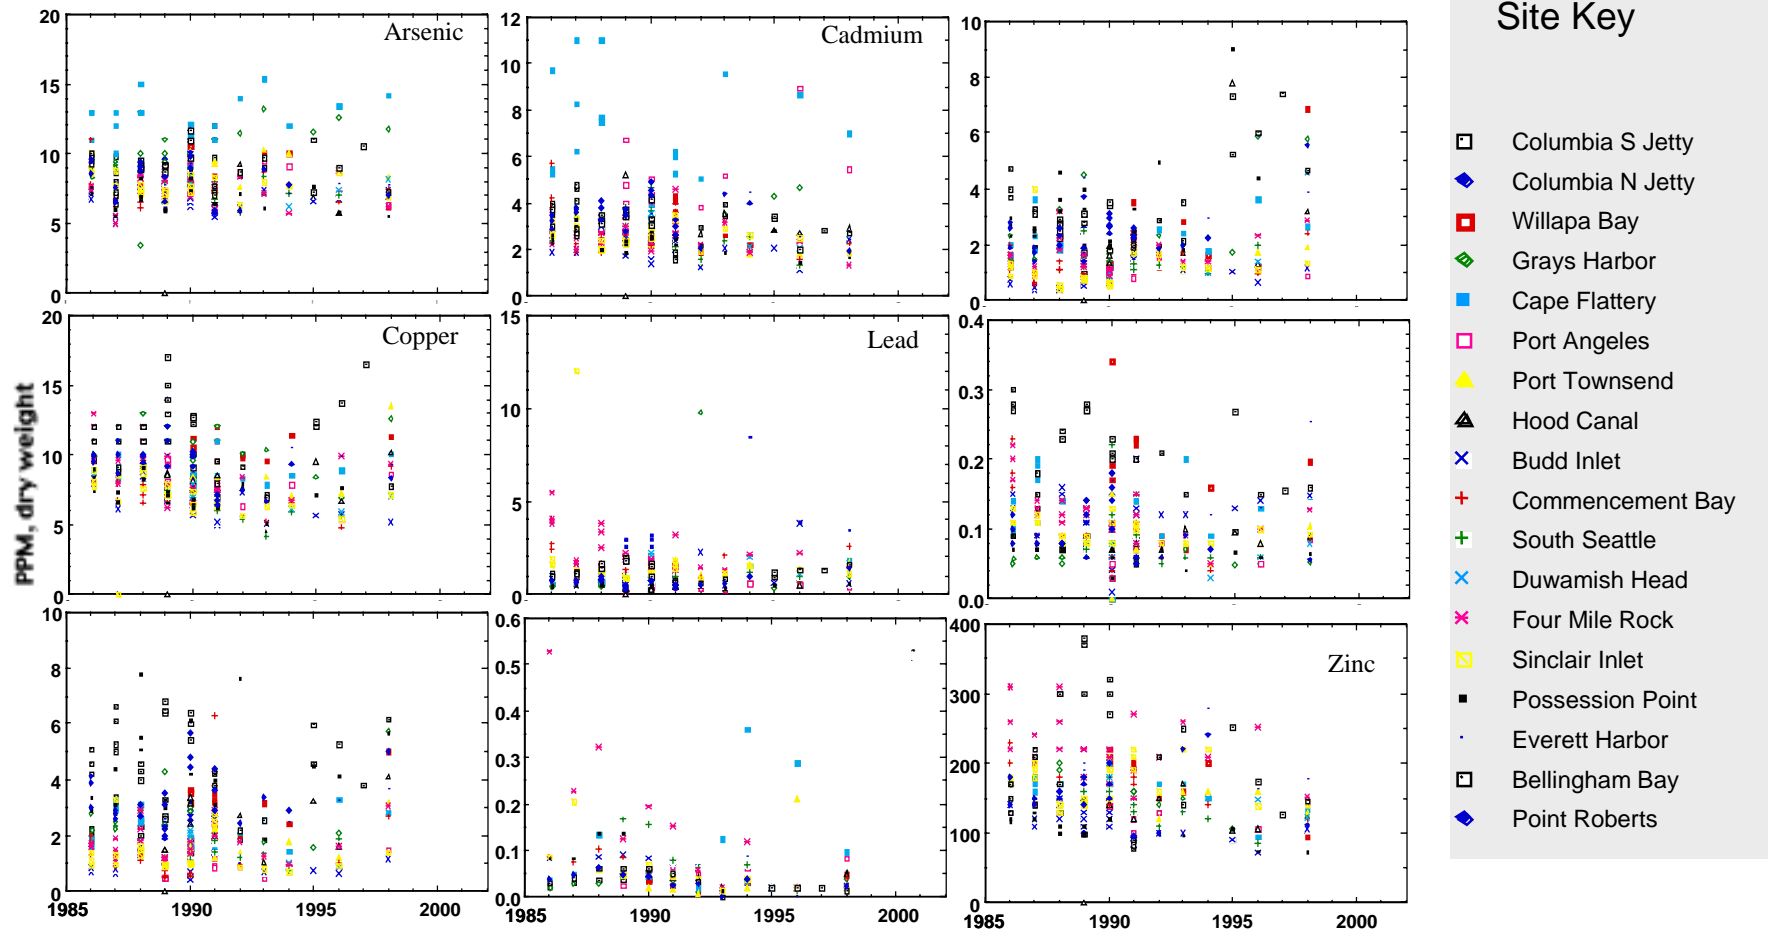 Site Key
Arsenic
Cadmium
20
15
10
5
0
12
10
8
6
4
2
0
10
8
6
4
2
0
Copper
Lead
PPM, dry weight
20
15
10
5
0
15
10
5
0
0.4
0.3
0.2
0.1
0.0
Zinc
10
8
6
4
2
0
0.6
0.5
0.4
0.3
0.2
0.1
0.0
400
300
200
100
0
1985
1990
1995
2000
1985
1990
1995
2000
1985
1990
1995
2000
Columbia S Jetty
Columbia N Jetty
Willapa Bay
Grays Harbor
Cape Flattery
Port Angeles
Port Townsend
Hood Canal
Budd Inlet
Commencement Bay
South Seattle
Duwamish Head
Four Mile Rock
Sinclair Inlet
Possession Point
Everett Harbor
Bellingham Bay
Point Roberts